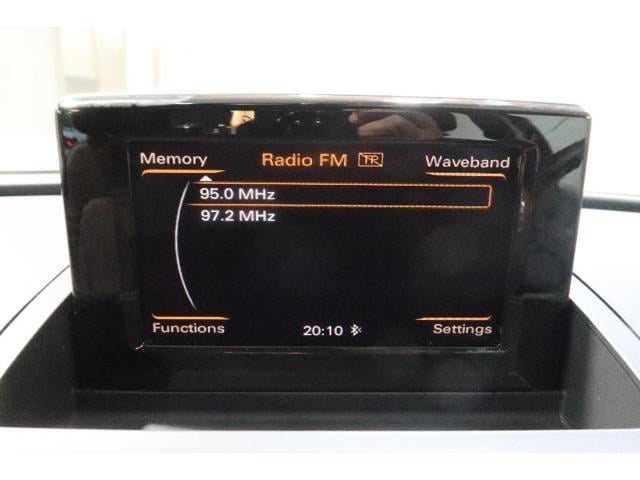 Memory Radio FM TP Waveband
95.0 MHz
97.2 MHz
Functions 20:10 Settings